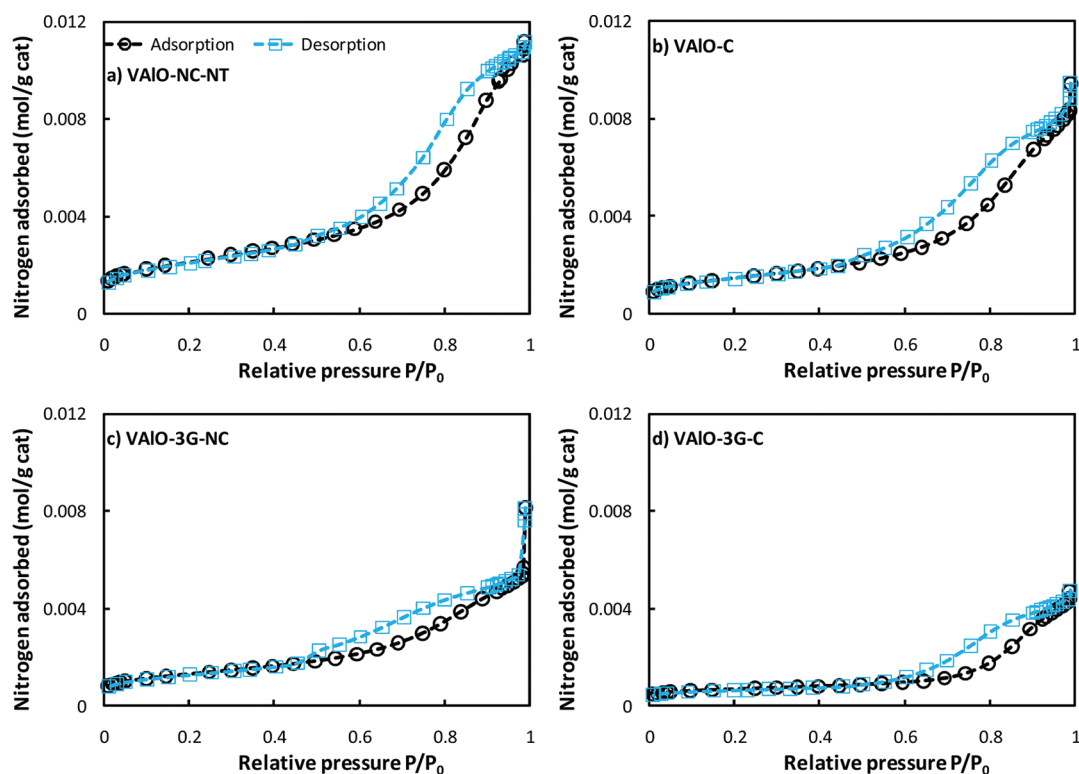 0.012
0.008
0.004
0
Nitrogen adsorbed (mol/g cat)
Adsorption Desorption
a) VAlO-NC-NT
0 0.2 0.4 0.6 0.8 1
Relative pressure P/P₀
0.012
0.008
0.004
0
Nitrogen adsorbed (mol/g cat)
b) VAlO-C
0 0.2 0.4 0.6 0.8 1
Relative pressure P/P₀
0.012
0.008
0.004
0
Nitrogen adsorbed (mol/g cat)
c) VAlO-3G-NC
0 0.2 0.4 0.6 0.8 1
Relative pressure P/P₀
0.012
0.008
0.004
0
Nitrogen adsorbed (mol/g cat)
d) VAlO-3G-C
0 0.2 0.4 0.6 0.8 1
Relative pressure P/P₀